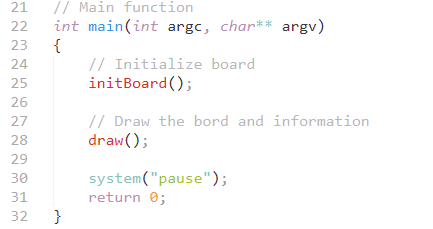 21 // Main function
22 int main(int argc, char** argv)
23 {
24 // Initialize board
25 initBoard();
26
27 // Draw the bord and information
28 draw();
29
30 system("pause");
31 return 0;
32 }